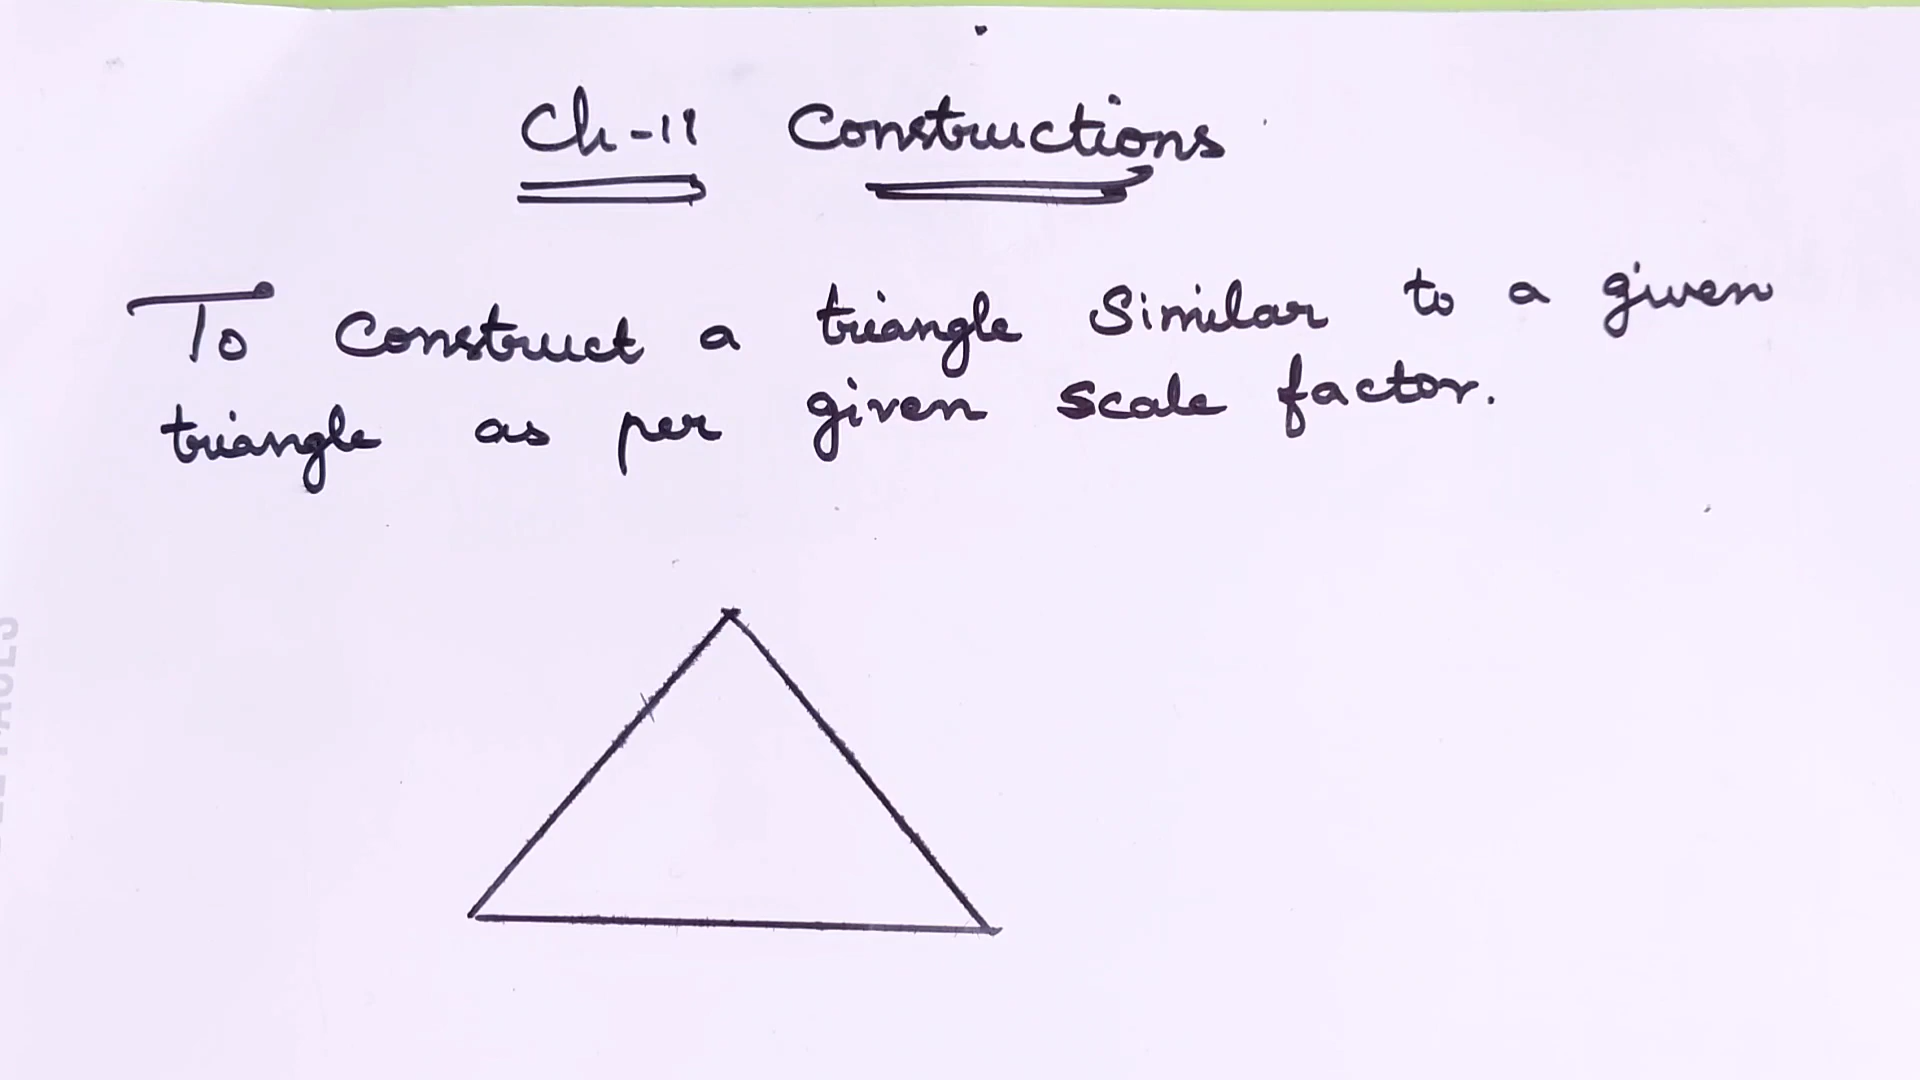 Ch-11 Constructions
To Construct a triangle Similar to a given
triangle as per given scale factor.